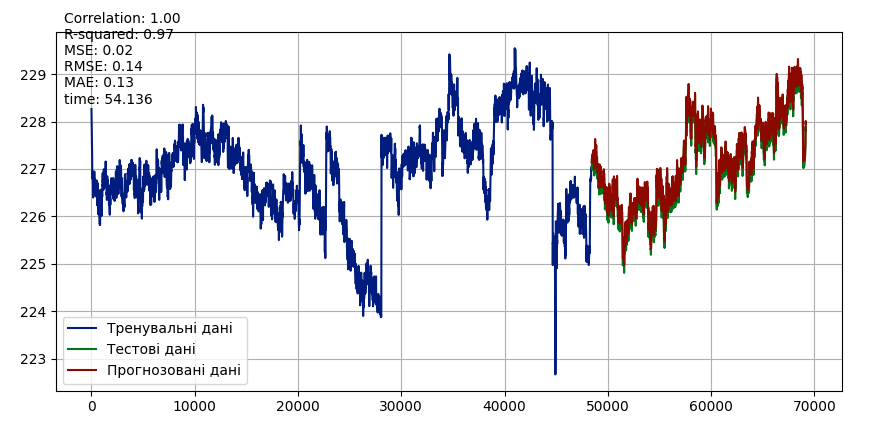 Correlation: 1.00
R-squared: 0.97
MSE: 0.02
RMSE: 0.14
MAE: 0.13
time: 54.136
229
228
227
226
225
224
223
Тренувальні дані
Тестові дані
Прогнозовані дані
0 10000 20000 30000 40000 50000 60000 70000